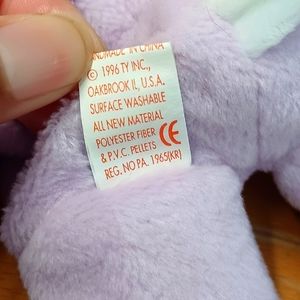 HANDMADE IN CHINA
© 1996 TY INC.,
OAKBROOK IL, U.S.A.
SURFACE WASHABLE
ALL NEW MATERIAL
POLYESTER FIBER
& P.V.C. PELLETS CE
REG. NO PA. 1965(KR)